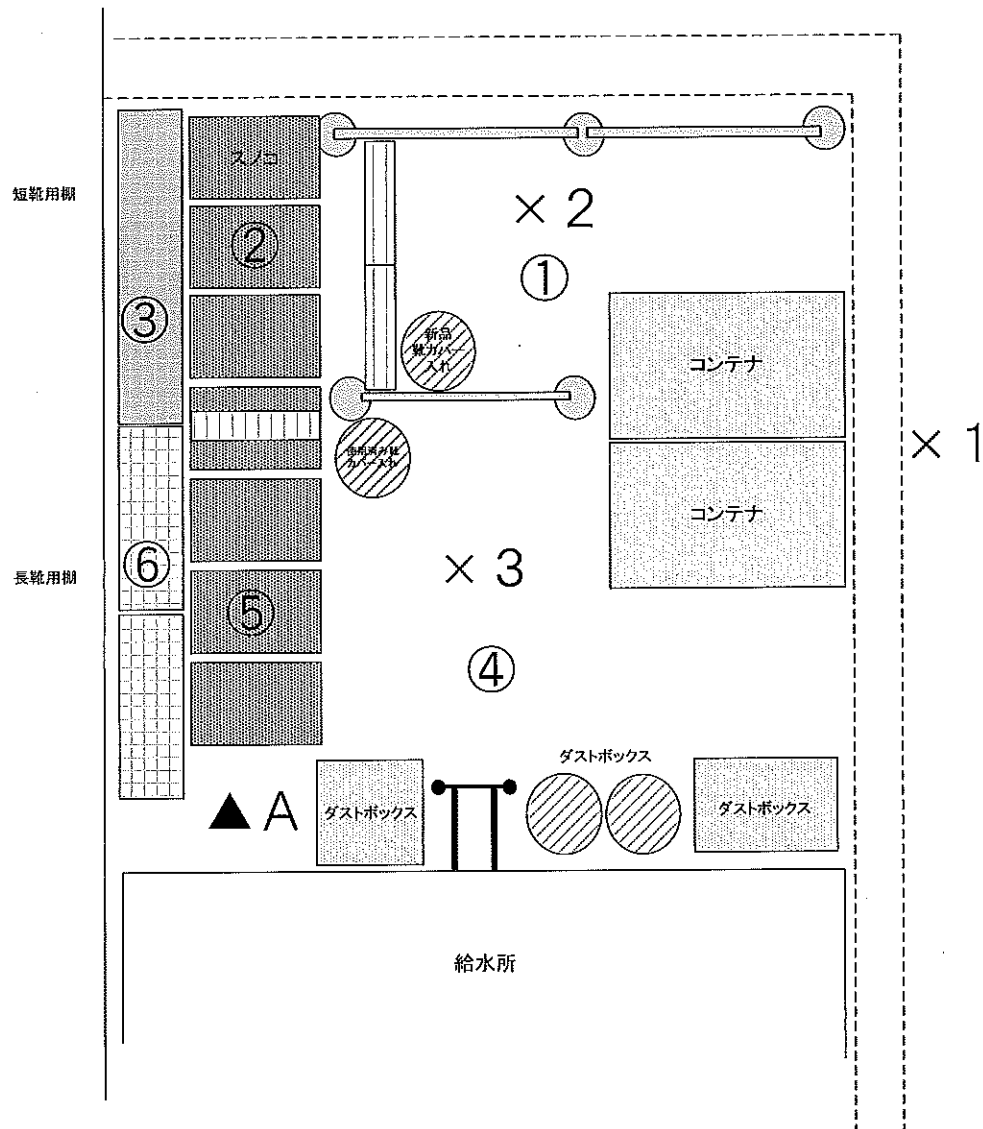 スノコ
短靴用棚
× 2
②
①
③
新品
靴カバー
入れ
コンテナ
× 1
使用済み靴
カバー入れ
コンテナ
× 3
⑥
長靴用棚
⑤
④
ダストボックス
▲ A
ダストボックス
ダストボックス
給水所